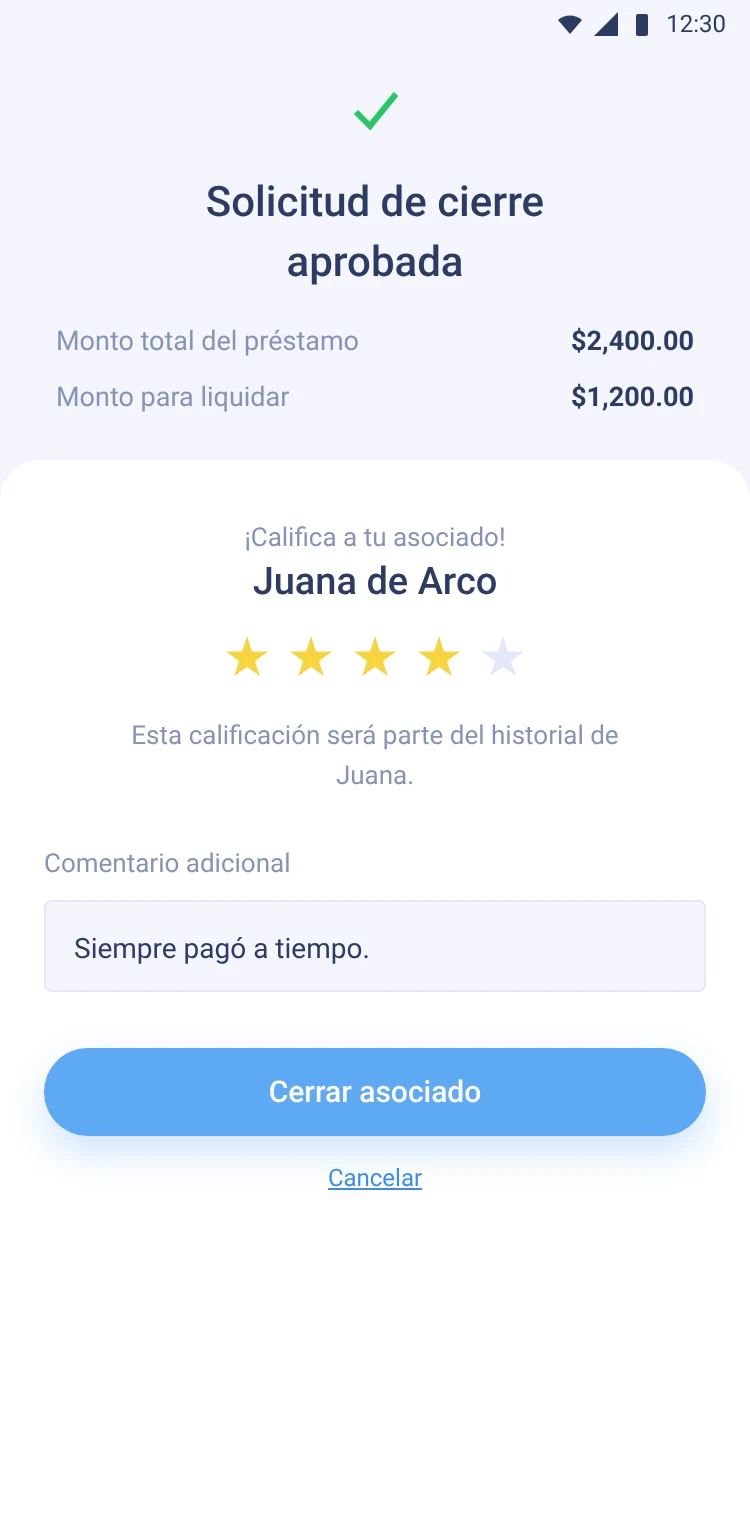 12:30
Solicitud de cierre
aprobada
Monto total del préstamo $2,400.00
Monto para liquidar $1,200.00
¡Califica a tu asociado!
Juana de Arco
Esta calificación será parte del historial de
Juana.
Comentario adicional
Siempre pagó a tiempo.
Cerrar asociado
Cancelar